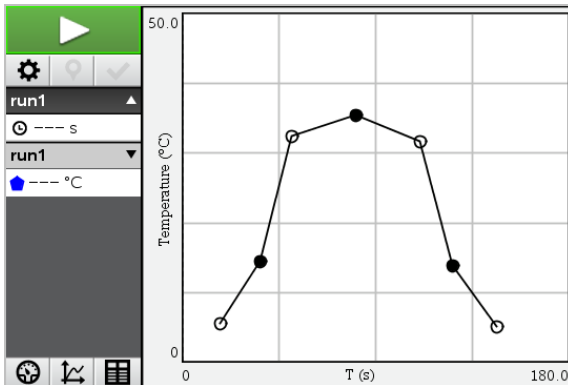 run1
--- s
run1
--- °C
50.0
Temperature (°C)
0
0
T (s)
180.0